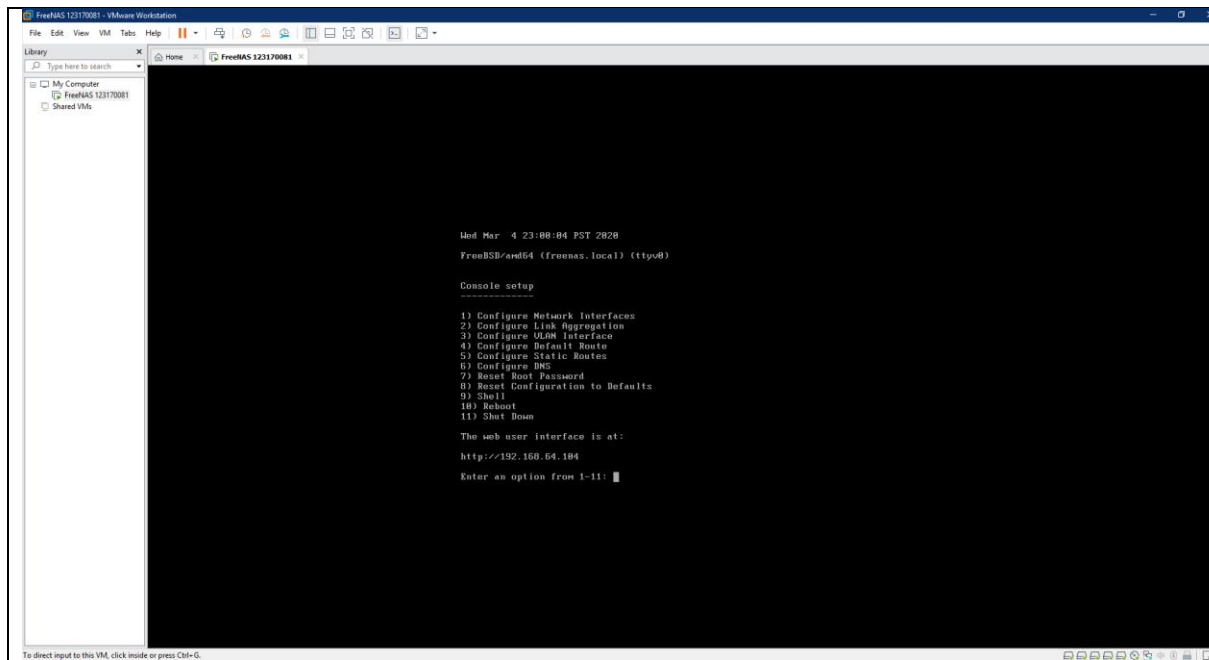 FreeNAS 123170081 - VMware Workstation
File Edit View VM Tabs Help
Library
Type here to search
My Computer
FreeNAS 123170081
Shared VMs
Home
FreeNAS 123170081
Wed Mar 4 23:00:04 PST 2020
FreeBSD/amd64 (freenas.local) (ttyv0)
Console setup
-------------
1) Configure Network Interfaces
2) Configure Link Aggregation
3) Configure VLAN Interface
4) Configure Default Route
5) Configure Static Routes
6) Configure DNS
7) Reset Root Password
8) Reset Configuration to Defaults
9) Shell
10) Reboot
11) Shut Down
The web user interface is at:
http://192.168.64.104
Enter an option from 1-11:
To direct input to this VM, click inside or press Ctrl+G.